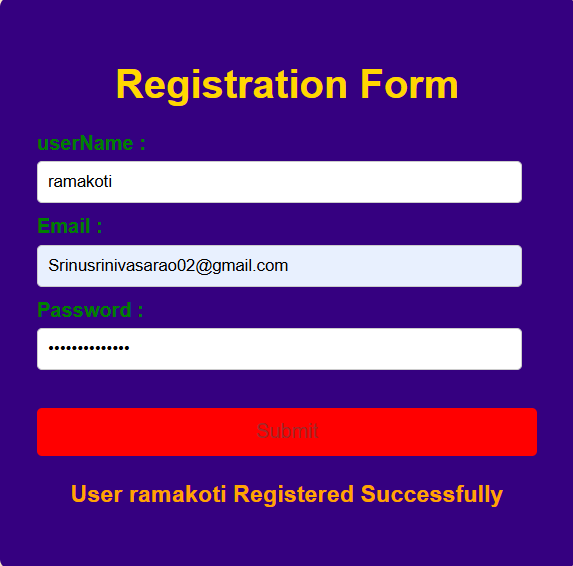 Registration Form
userName :
ramakoti
Email :
Srinusrinivasarao02@gmail.com
Password :
••••••••••••••
Submit
User ramakoti Registered Successfully